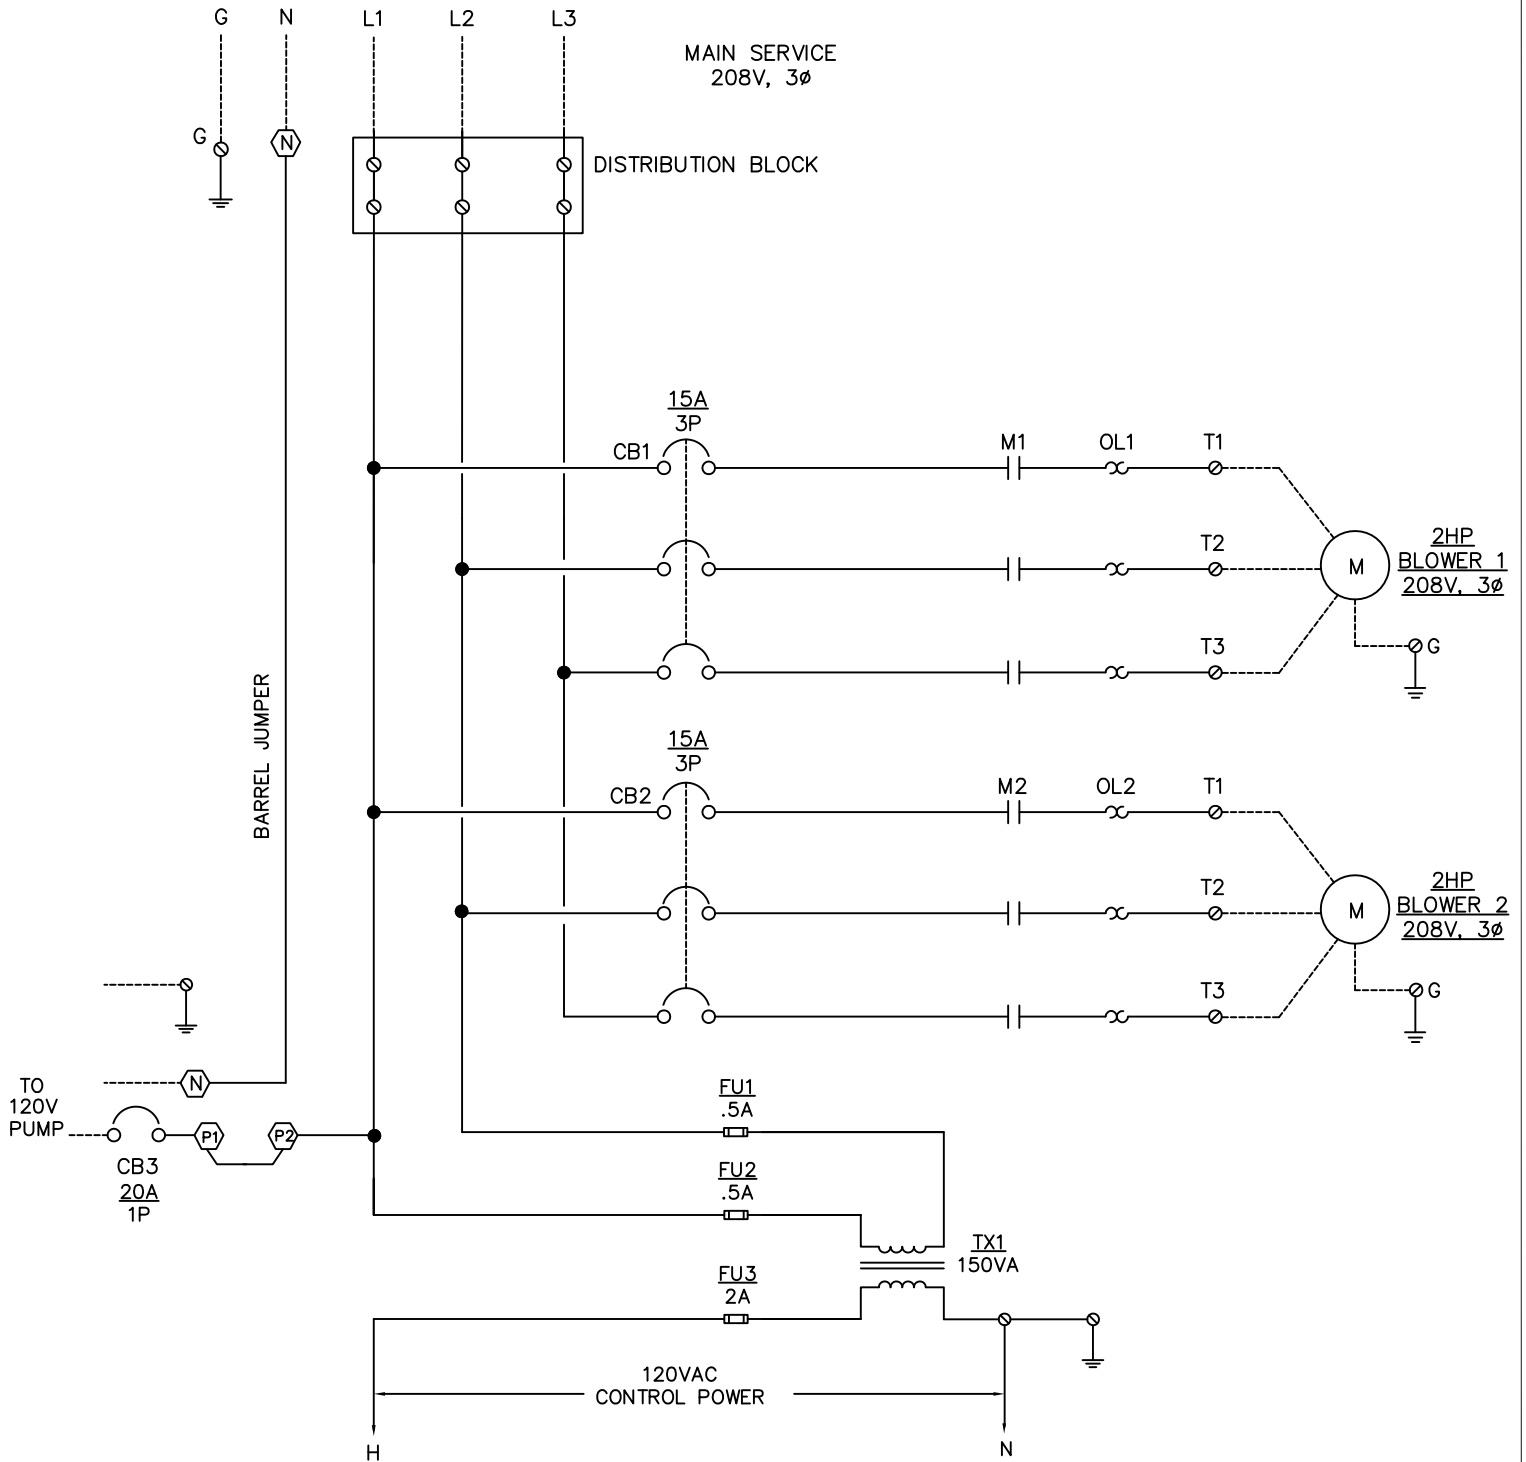 G N L1 L2 L3
MAIN SERVICE
208V, 3Ø
G N
DISTRIBUTION BLOCK
15A
3P
CB1 M1 OL1 T1
T2
2HP
BLOWER 1
M
208V, 3Ø
T3
G
BARREL JUMPER
15A
3P
CB2 M2 OL2 T1
T2
2HP
BLOWER 2
M
208V, 3Ø
T3
G
N
TO
120V
PUMP
P1 P2
CB3
20A
1P
FU1
.5A
FU2
.5A
TX1
150VA
FU3
2A
120VAC
CONTROL POWER
H N